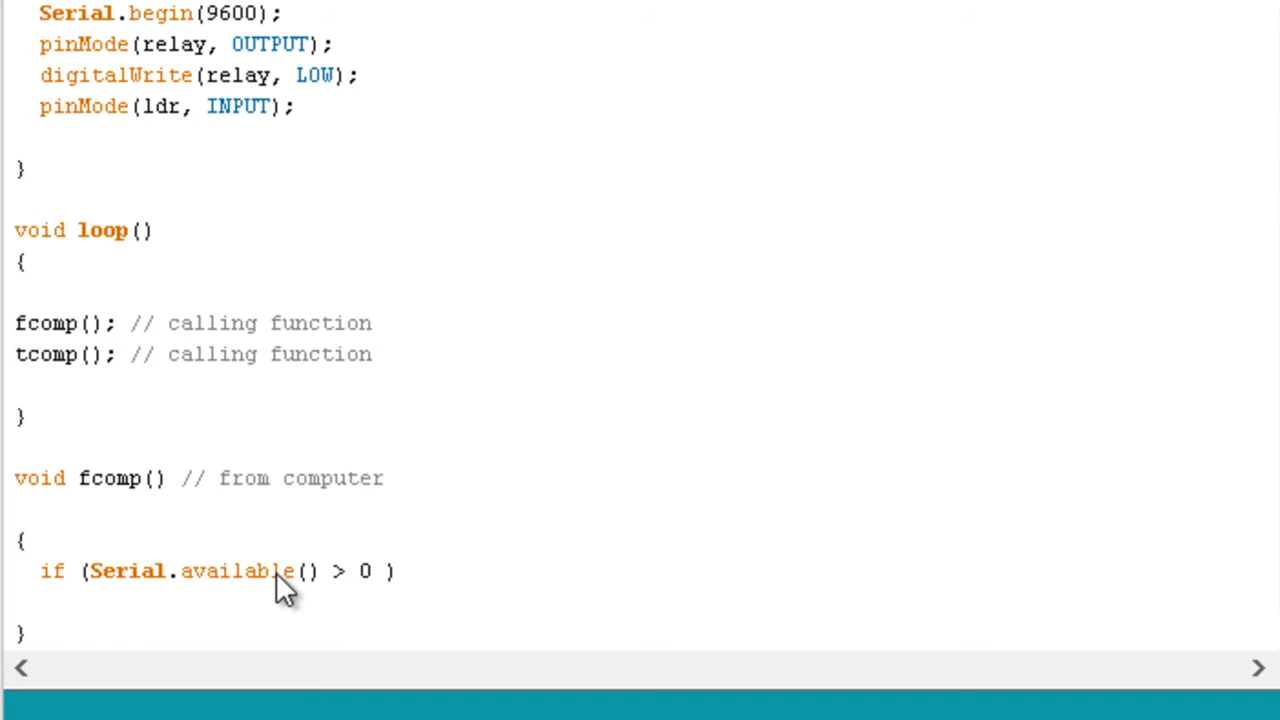 Serial.begin(9600);
pinMode(relay, OUTPUT);
digitalWrite(relay, LOW);
pinMode(ldr, INPUT);
}
void loop()
{
fcomp(); // calling function
tcomp(); // calling function
}
void fcomp() // from computer
{
if (Serial.available() > 0 )
}